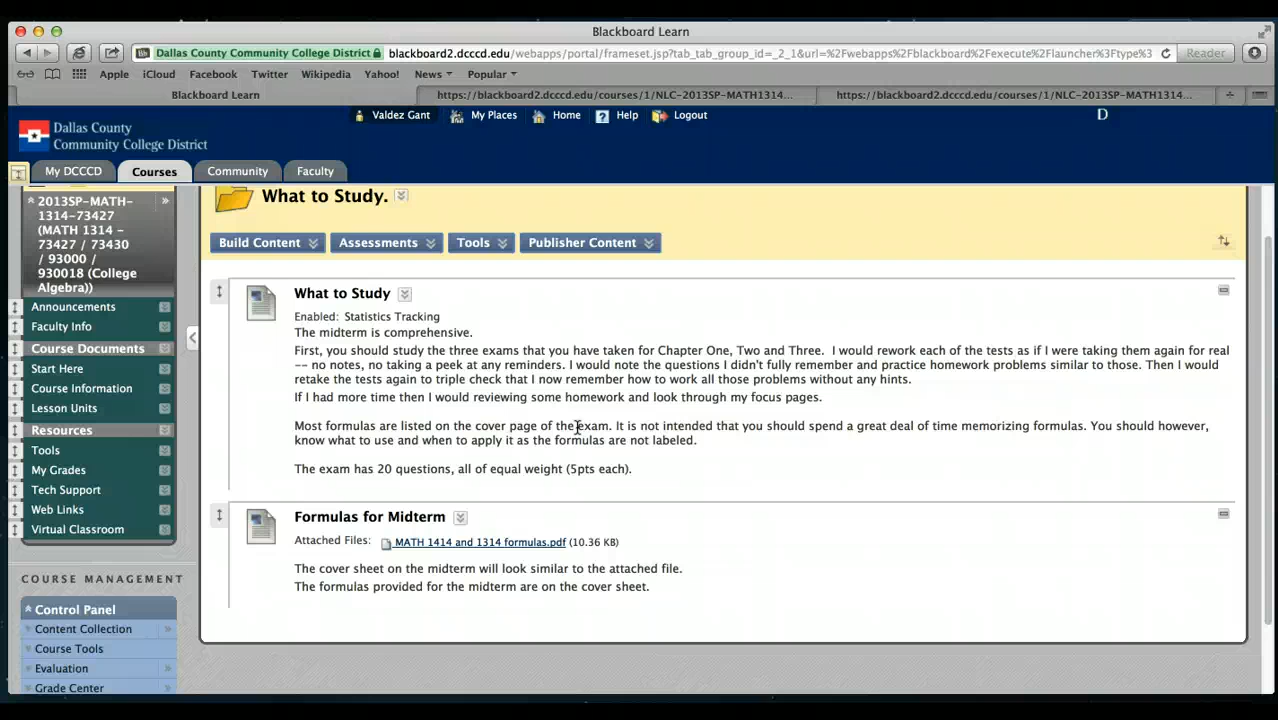 Blackboard Learn
Dallas County Community College District blackboard2.dcccd.edu/webapps/portal/frameset.jsp?tab_tab_group_id=_2_1&url=%2Fwebapps%2Fblackboard%2Fexecute%2Flauncher%3Ftype%3 Reader
Apple iCloud Facebook Twitter Wikipedia Yahoo! News Popular
Blackboard Learn https://blackboard2.dcccd.edu/courses/1/NLC-2013SP-MATH1314... https://blackboard2.dcccd.edu/courses/1/NLC-2013SP-MATH1314...
Valdez Gant My Places Home Help Logout D
Dallas County
Community College District
My DCCCD Courses Community Faculty
2013SP-MATH-
1314-73427
(MATH 1314 -
73427 / 73430
/ 93000 /
930018 (College
Algebra))
Announcements
Faculty Info
Course Documents
Start Here
Course Information
Lesson Units
Resources
Tools
My Grades
Tech Support
Web Links
Virtual Classroom
COURSE MANAGEMENT
Control Panel
Content Collection
Course Tools
Evaluation
Grade Center
What to Study.
Build Content Assessments Tools Publisher Content
What to Study
Enabled: Statistics Tracking
The midterm is comprehensive.
First, you should study the three exams that you have taken for Chapter One, Two and Three. I would rework each of the tests as if I were taking them again for real
-- no notes, no taking a peek at any reminders. I would note the questions I didn't fully remember and practice homework problems similar to those. Then I would
retake the tests again to triple check that I now remember how to work all those problems without any hints.
If I had more time then I would reviewing some homework and look through my focus pages.
Most formulas are listed on the cover page of the exam. It is not intended that you should spend a great deal of time memorizing formulas. You should however,
know what to use and when to apply it as the formulas are not labeled.
The exam has 20 questions, all of equal weight (5pts each).
Formulas for Midterm
Attached Files: MATH 1414 and 1314 formulas.pdf (10.36 KB)
The cover sheet on the midterm will look similar to the attached file.
The formulas provided for the midterm are on the cover sheet.